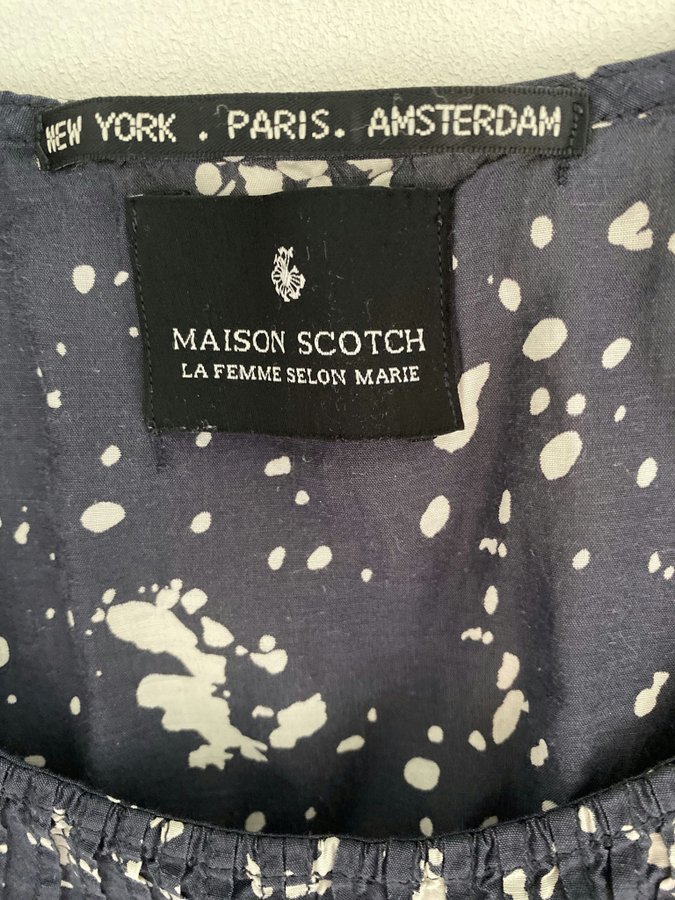 NEW YORK . PARIS. AMSTERDAM
MAISON SCOTCH
LA FEMME SELON MARIE